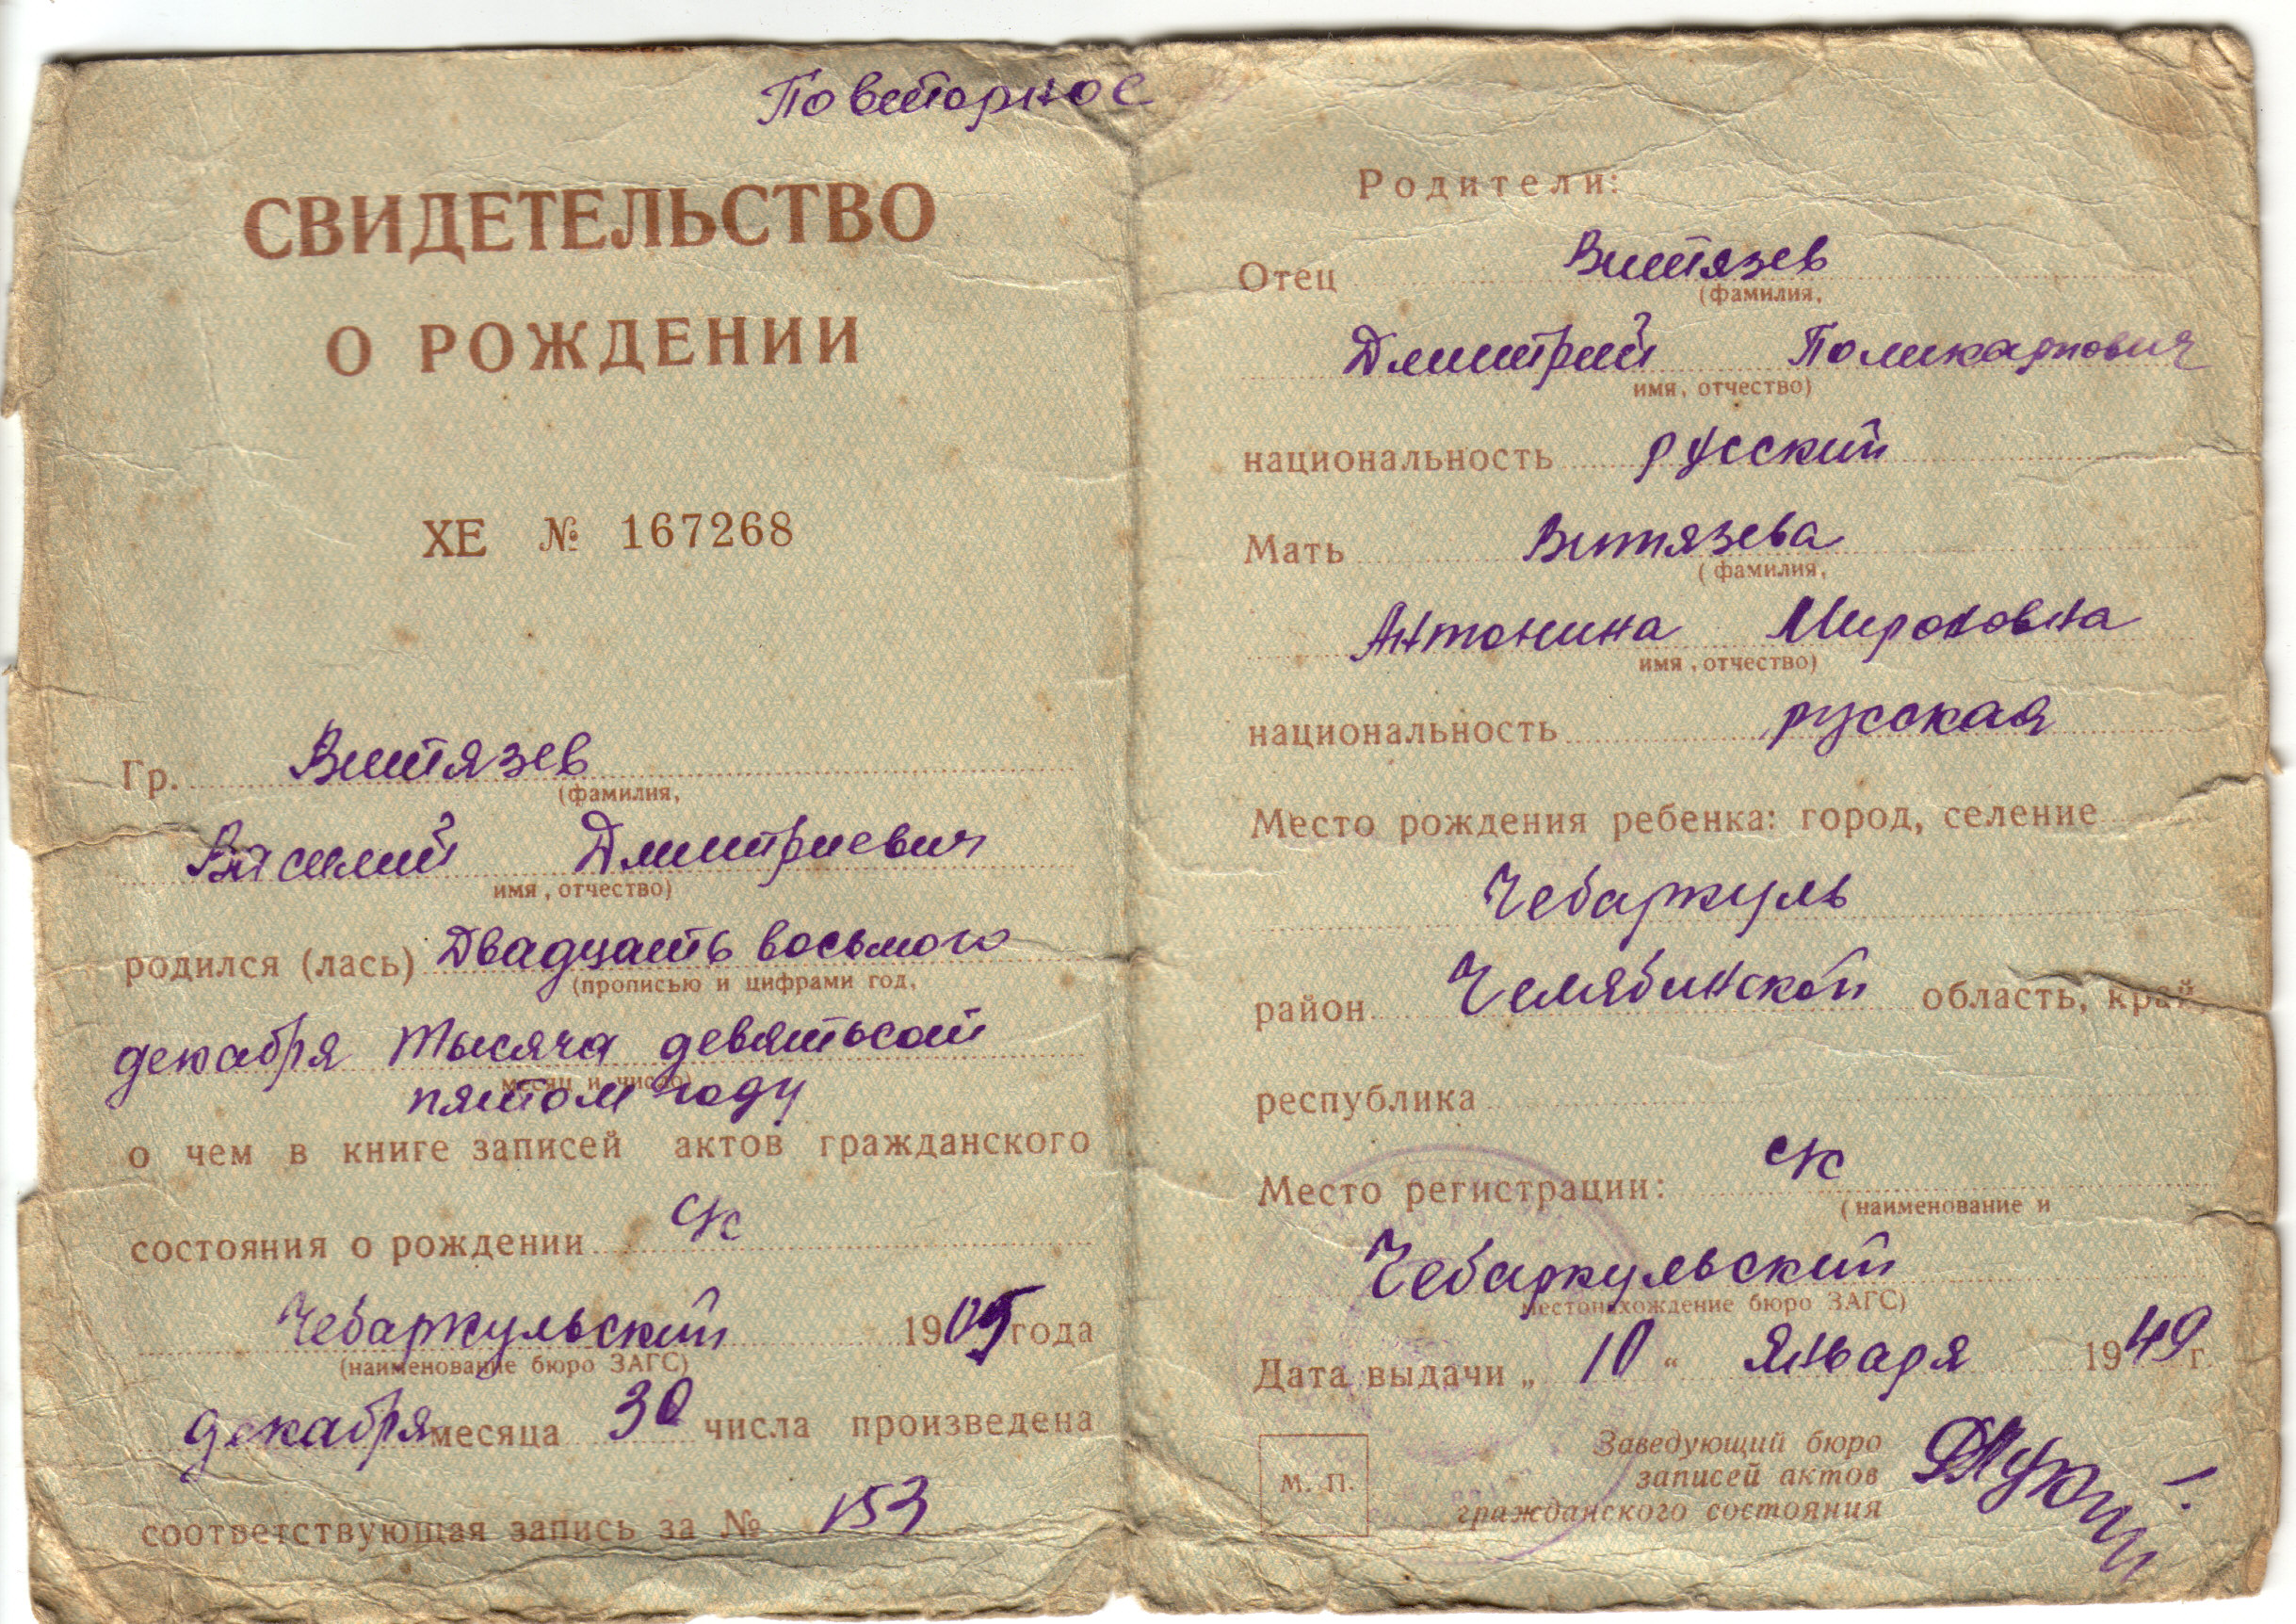 Повторное
СВИДЕТЕЛЬСТВО
О РОЖДЕНИИ
ХЕ № 167268
Гр. Витязев
(фамилия,
Василий Дмитриевич
имя, отчество)
родился (лась) Двадцать восьмого
(прописью и цифрами год,
декабря тысяча девятьсот
месяц и число)
пятом году
о чем в книге записей актов гражданского
состояния о рождении с/с
Чебаркульский 1905 года
(наименование бюро ЗАГС)
декабря месяца 30 числа произведена
соответствующая запись за № 153
Родители:
Отец Витязев
(фамилия,
Дмитрий Поликарпович
имя, отчество)
национальность русский
Мать Витязева
(фамилия,
Антонина Мироновна
имя, отчество)
национальность русская
Место рождения ребенка: город, селение
Чебаркуль
район Челябинской область, край,
республика
Место регистрации: с/с
(наименование и
Чебаркульский
местонахождение бюро ЗАГС)
Дата выдачи „ 10 “ Января 1949 г.
М. П.
Заведующий бюро
записей актов
гражданского состояния